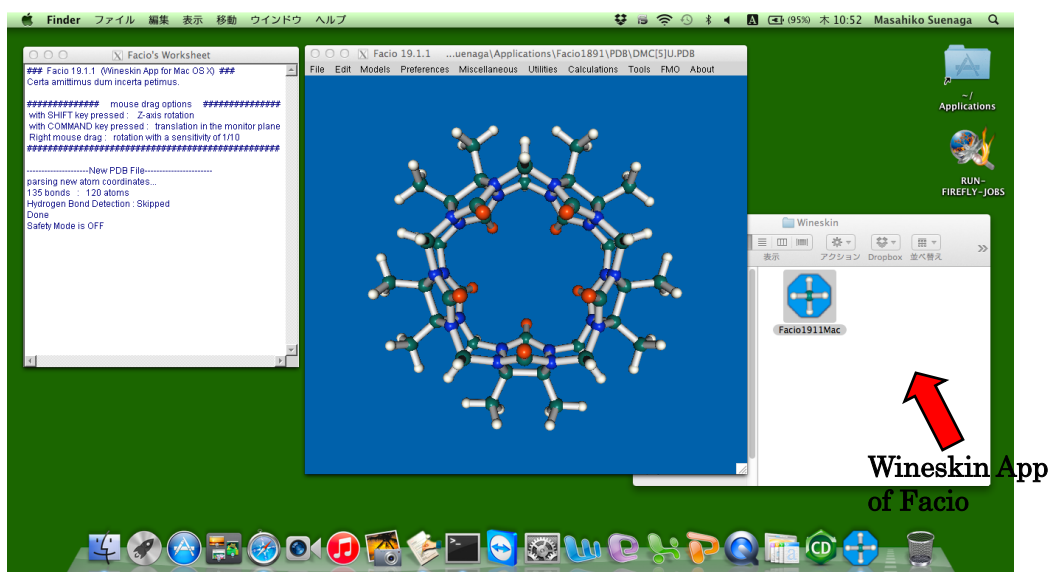 Finder ファイル 編集 表示 移動 ウインドウ ヘルプ
A (95%) 木 10:52 Masahiko Suenaga
X Facio's Worksheet
### Facio 19.1.1 (Wineskin App for Mac OS X) ###
Certa amittimus dum incerta petimus.
############## mouse drag options ###############
with SHIFT key pressed : Z-axis rotation
with COMMAND key pressed : translation in the monitor plane
Right mouse drag : rotation with a sensitivity of 1/10
##################################################
---------------------New PDB File-----------------------
parsing new atom coordinates...
135 bonds : 120 atoms
Hydrogen Bond Detection : Skipped
Done
Safety Mode is OFF
X Facio 19.1.1 ...uenaga\Applications\Facio1891\PDB\DMC[5]U.PDB
File Edit Models Preferences Miscellaneous Utilities Calculations Tools FMO About
~/
Applications
RUN-
FIREFLY-JOBS
Wineskin
表示 アクション Dropbox 並べ替え
Facio1911Mac
Wineskin App
of Facio
CD